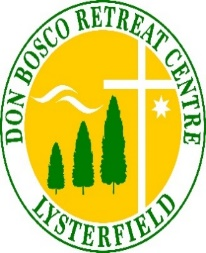 DON BOSCO RETREAT CENTRE
LYSTERFIELD